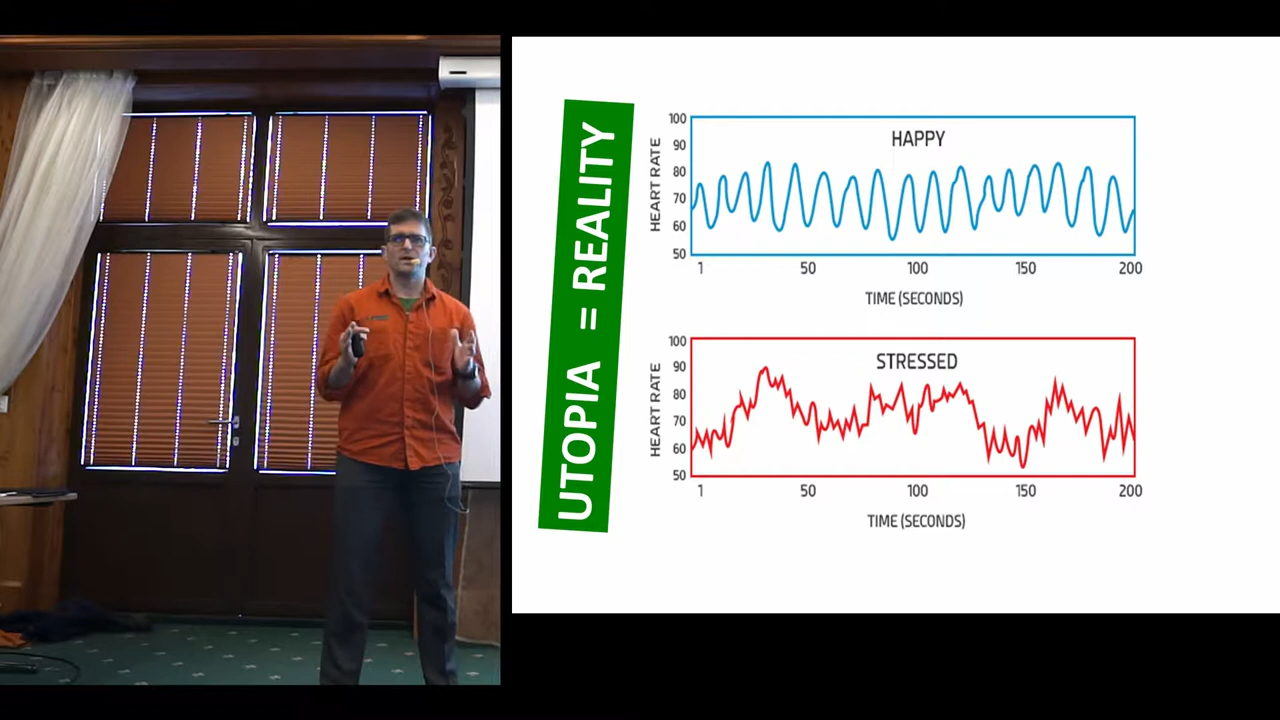 UTOPIA = REALITY
HAPPY
HEART RATE
100
90
80
70
60
50
1 50 100 150 200
TIME (SECONDS)
STRESSED
HEART RATE
100
90
80
70
60
50
1 50 100 150 200
TIME (SECONDS)